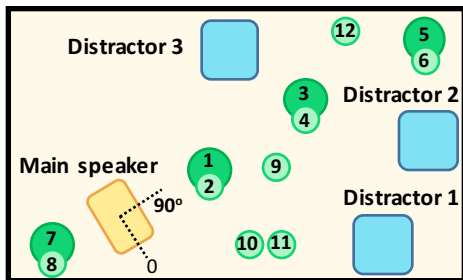 12
5
Distractor 3
6
3
Distractor 2
4
1
Main speaker
9
2
90º
Distractor 1
7
10
11
8
0